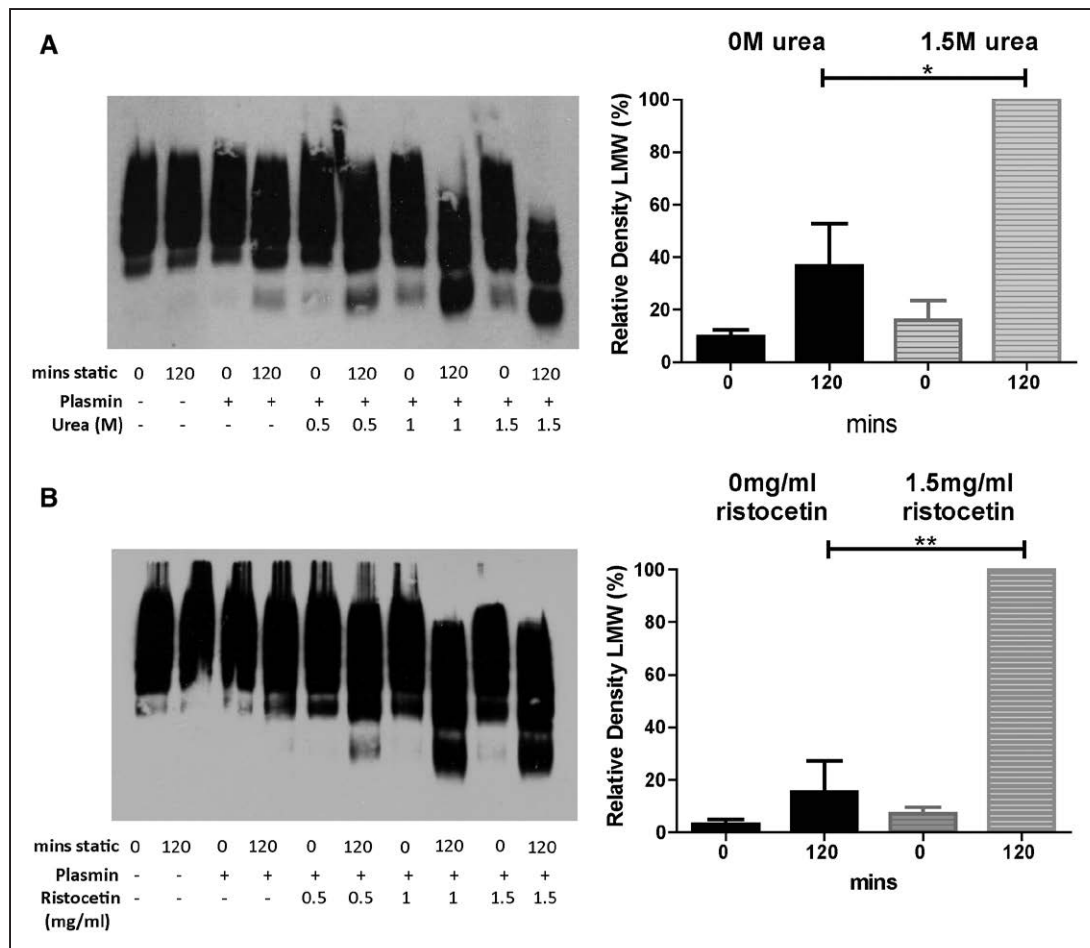 A
mins static 0 120 0 120 0 120 0 120 0 120
Plasmin - - + + + + + + + +
Urea (M) - - - - 0.5 0.5 1 1 1.5 1.5
0M urea 1.5M urea
*
Relative Density LMW (%)
100
80
60
40
20
0
0 120 0 120
mins
B
mins static 0 120 0 120 0 120 0 120 0 120
Plasmin - - + + + + + + + +
Ristocetin - - - - 0.5 0.5 1 1 1.5 1.5
(mg/ml)
0mg/ml 1.5mg/ml
ristocetin ristocetin
**
Relative Density LMW (%)
100
80
60
40
20
0
0 120 0 120
mins